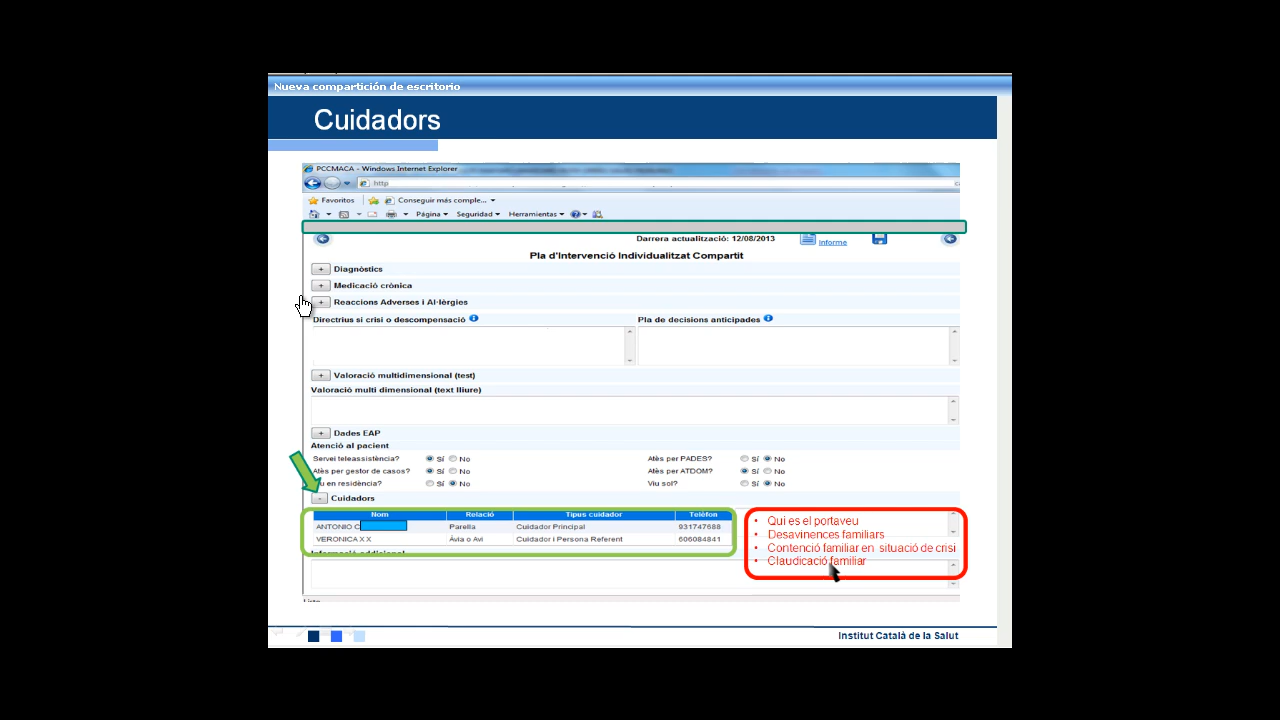 Nueva compartición de escritorio
Cuidadors
PCCMACA - Windows Internet Explorer
http
Favoritos Conseguir más comple...
Página Seguridad Herramientas
Darrera actualització: 12/08/2013 Informe
Pla d'Intervenció Individualitzat Compartit
+ Diagnòstics
+ Medicació crònica
+ Reaccions Adverses i Al·lèrgies
Directrius si crisi o descompensació Pla de decisions anticipades
+ Valoració multidimensional (test)
Valoració multi dimensional (text lliure)
+ Dades EAP
Atenció al pacient
Servei teleassistència? Sí No Atès per PADES? Sí No
Atès per gestor de casos? Sí No Atès per ATDOM? Sí No
en residència? Sí No Viu sol? Sí No
- Cuidadors
Nom Relació Tipus cuidador Telèfon
ANTONIO C Parella Cuidador Principal 931747688
VERONICA X X Àvia o Avi Cuidador i Persona Referent 606084841
• Qui es el portaveu
• Desavinences familiars
• Contenció familiar en situació de crisi
• Claudicació familiar
Informació addicional
Institut Català de la Salut